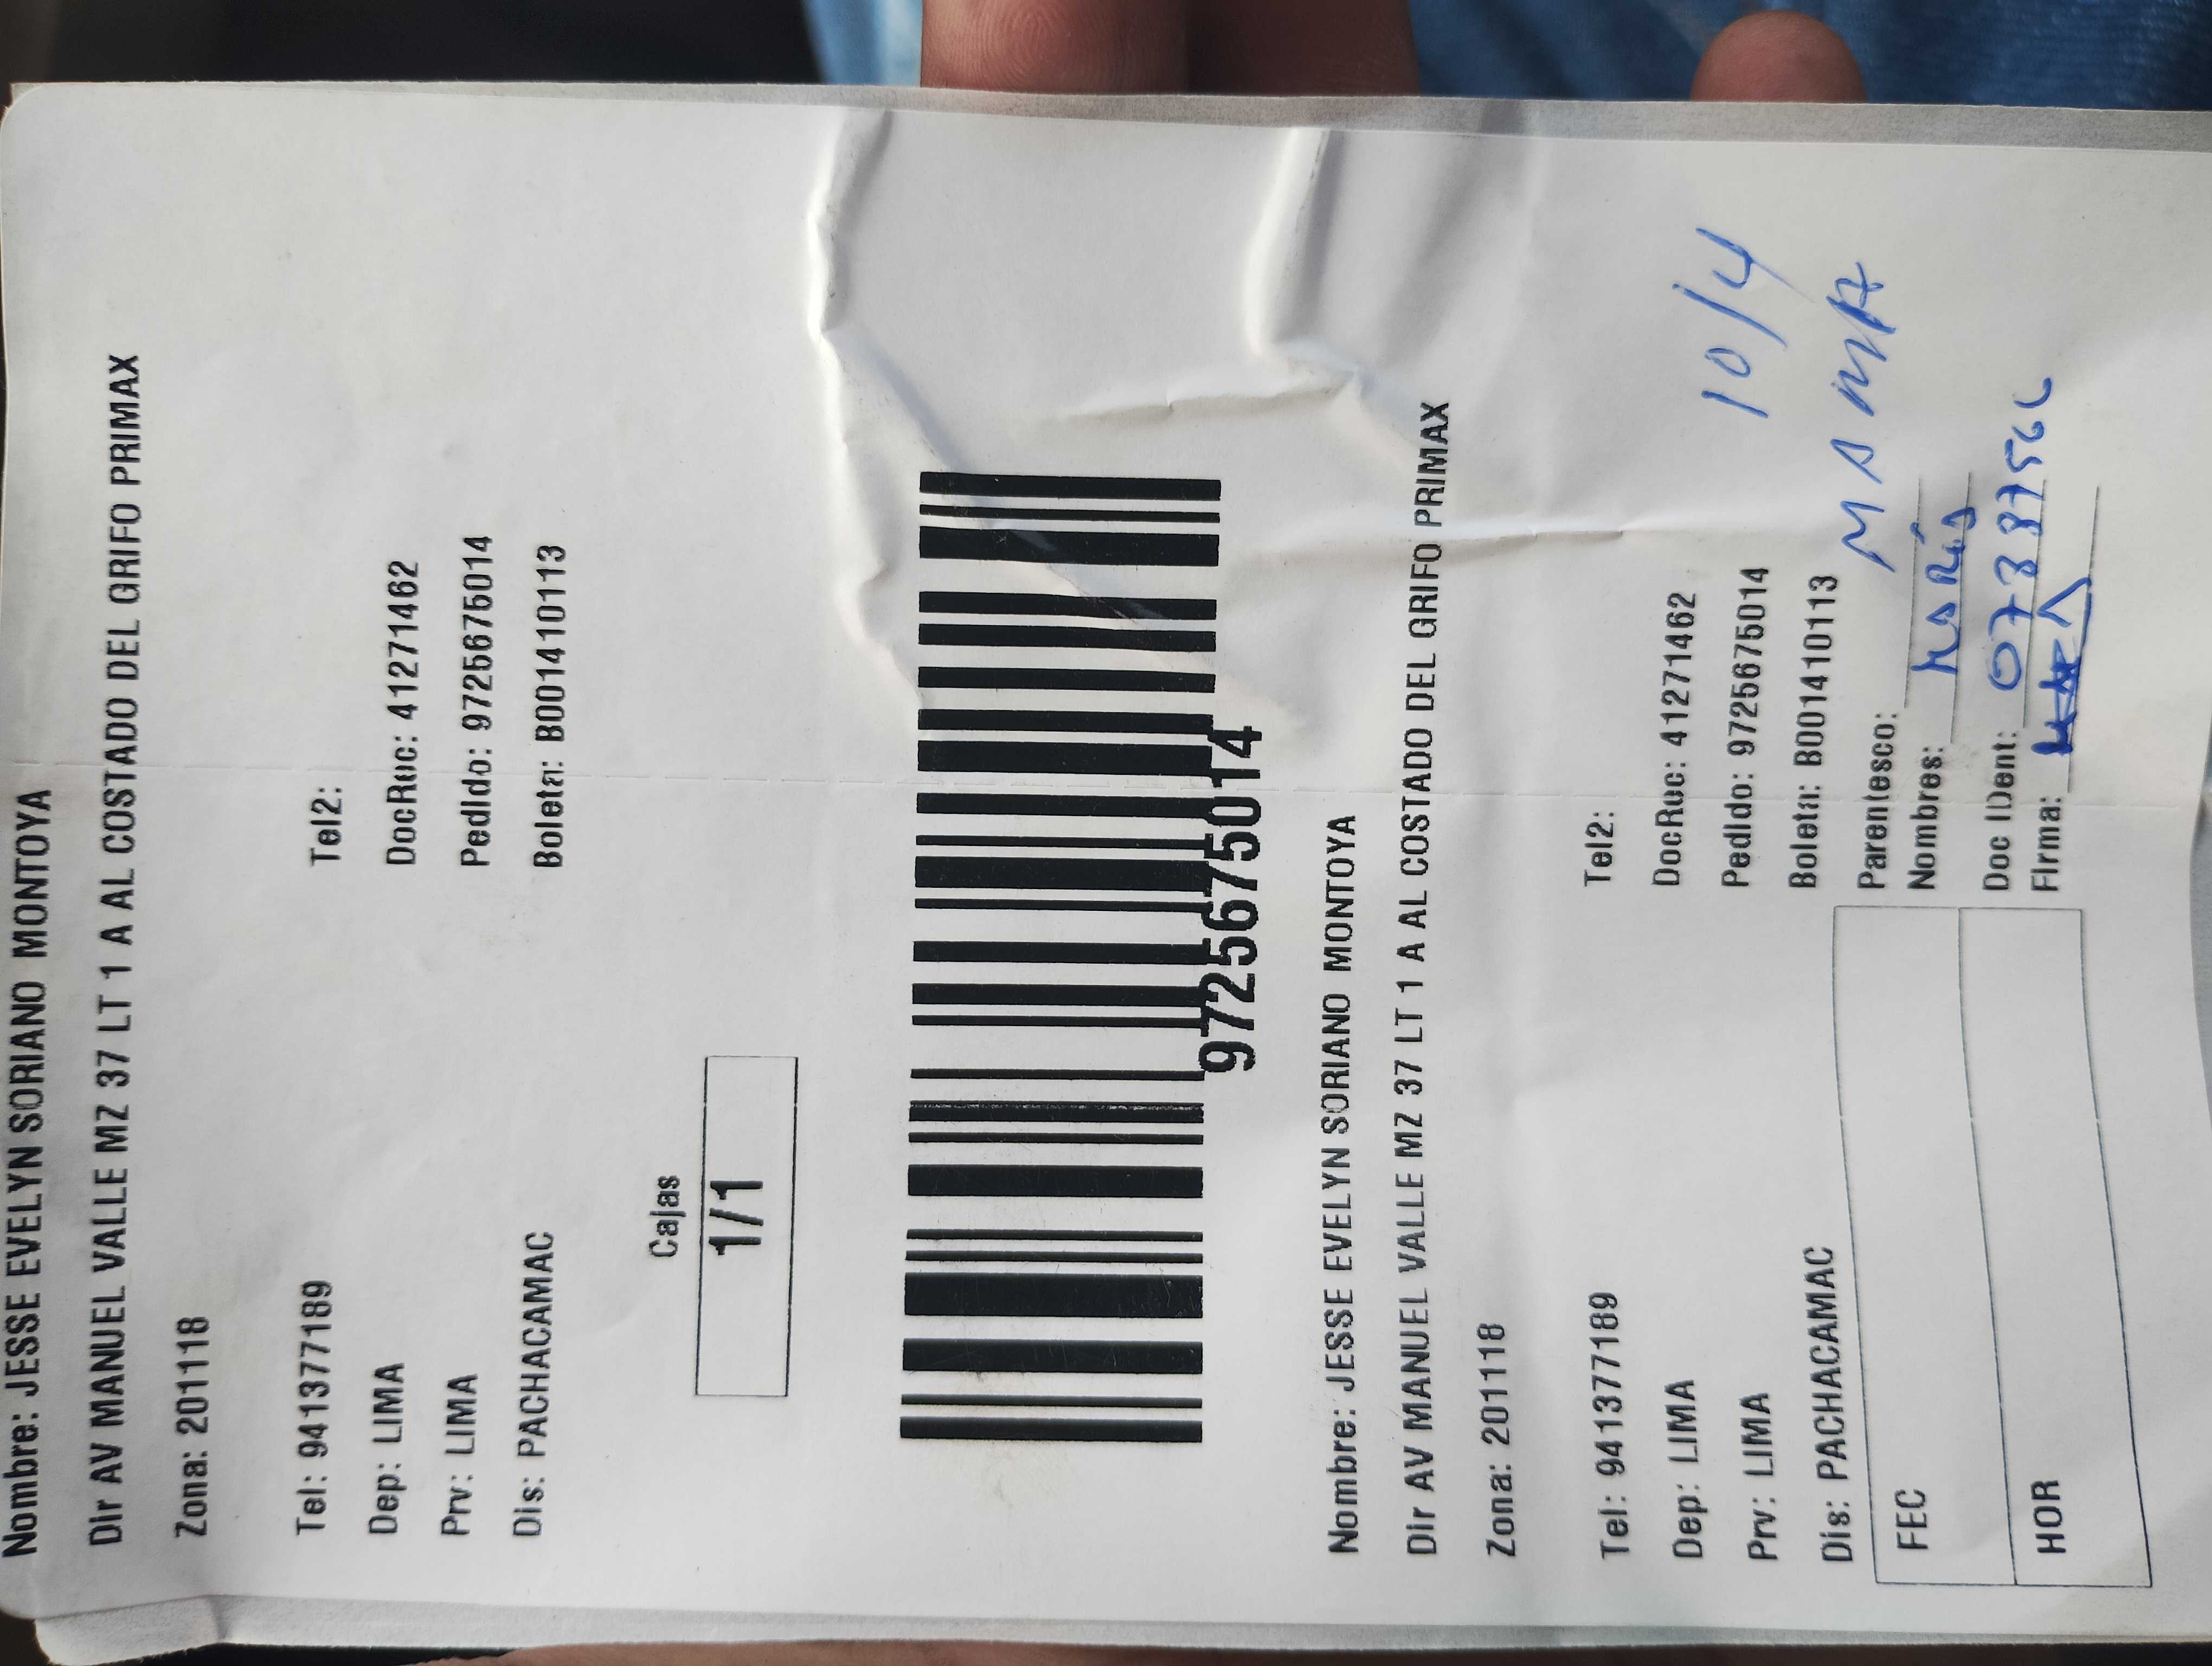 Nombre: JESSE EVELYN SORIANO MONTOYA
Dir AV MANUEL VALLE MZ 37 LT 1 A AL COSTADO DEL GRIFO PRIMAX
Zona: 201118
Tel: 941377189 Tel2:
Dep: LIMA DocRuc: 41271462
Prv: LIMA Pedido: 9725675014
Dis: PACHACAMAC Boleta: B001410113
Cajas
1/1
9725675014
Nombre: JESSE EVELYN SORIANO MONTOYA
Dir AV MANUEL VALLE MZ 37 LT 1 A AL COSTADO DEL GRIFO PRIMAX
Zona: 201118
Tel: 941377189 Tel2:
Dep: LIMA DocRuc: 41271462
Prv: LIMA Pedido: 9725675014
10/4
Dis: PACHACAMAC Boleta: B001410113
FEC Parentesco: MAMA
Nombres: María
Doc IDent:
HOR Firma: